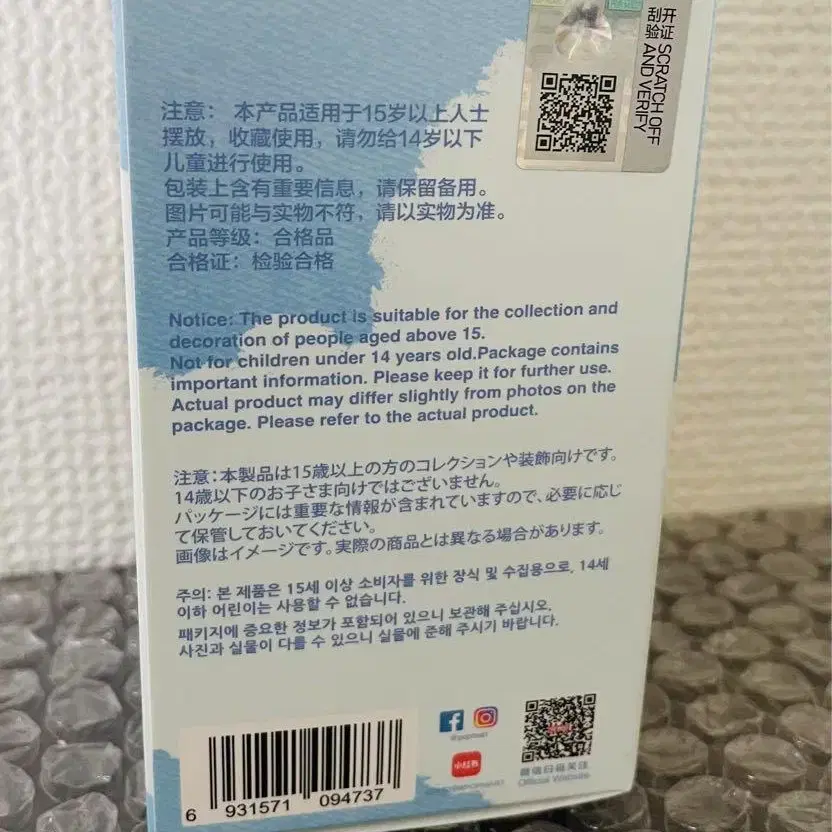 开证 SCRATCH OFF
刮验 AND VERIFY
注意: 本产品适用于15岁以上人士
摆放,收藏使用,请勿给14岁以下
儿童进行使用。
包装上含有重要信息,请保留备用。
图片可能与实物不符,请以实物为准。
产品等级:合格品
合格证:检验合格
Notice: The product is suitable for the collection and
decoration of people aged above 15.
Not for children under 14 years old.Package contains
important information. Please keep it for further use.
Actual product may differ slightly from photos on the
package. Please refer to the actual product.
注意:本製品は15歳以上の方のコレクションや装飾向けです。
14歳以下のお子さま向けではございません。
パッケージには重要な情報が含まれていますので、必要に応じ
て保管しておいてください。
画像はイメージです。実際の商品とは異なる場合があります。
주의: 본 제품은 15세 이상 소비자를 위한 장식 및 수집용으로, 14세
이하 어린이는 사용할 수 없습니다.
패키지에 중요한 정보가 포함되어 있으니 보관해 주십시오,
사진과 실물이 다를 수 있으니 실물에 준해 주시기 바랍니다.
小红书
微信扫码关注
Official Website
6 931571 094737